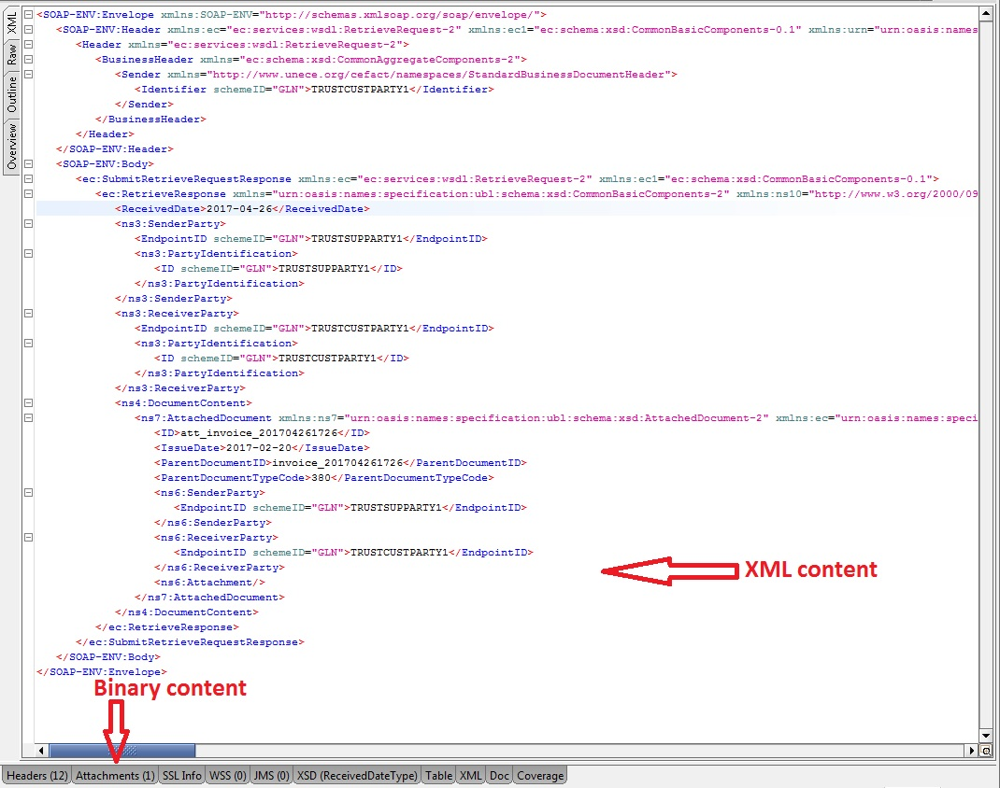 XML
Raw
Outline
Overview
<SOAP-ENV:Envelope xmlns:SOAP-ENV="http://schemas.xmlsoap.org/soap/envelope/">
<SOAP-ENV:Header xmlns:ec="ec:services:wsdl:RetrieveRequest-2" xmlns:ec1="ec:schema:xsd:CommonBasicComponents-0.1" xmlns:urn="urn:oasis:names
<Header xmlns="ec:services:wsdl:RetrieveRequest-2">
<BusinessHeader xmlns="ec:schema:xsd:CommonAggregateComponents-2">
<Sender xmlns="http://www.unece.org/cefact/namespaces/StandardBusinessDocumentHeader">
<Identifier schemeID="GLN">TRUSTCUSTPARTY1</Identifier>
</Sender>
</BusinessHeader>
</Header>
</SOAP-ENV:Header>
<SOAP-ENV:Body>
<ec:SubmitRetrieveRequestResponse xmlns:ec="ec:services:wsdl:RetrieveRequest-2" xmlns:ec1="ec:schema:xsd:CommonBasicComponents-0.1">
<ec:RetrieveResponse xmlns="urn:oasis:names:specification:ubl:schema:xsd:CommonBasicComponents-2" xmlns:ns10="http://www.w3.org/2000/09
<ReceivedDate>2017-04-26</ReceivedDate>
<ns3:SenderParty>
<EndpointID schemeID="GLN">TRUSTSUPPARTY1</EndpointID>
<ns3:PartyIdentification>
<ID schemeID="GLN">TRUSTSUPPARTY1</ID>
</ns3:PartyIdentification>
</ns3:SenderParty>
<ns3:ReceiverParty>
<EndpointID schemeID="GLN">TRUSTCUSTPARTY1</EndpointID>
<ns3:PartyIdentification>
<ID schemeID="GLN">TRUSTCUSTPARTY1</ID>
</ns3:PartyIdentification>
</ns3:ReceiverParty>
<ns4:DocumentContent>
<ns7:AttachedDocument xmlns:ns7="urn:oasis:names:specification:ubl:schema:xsd:AttachedDocument-2" xmlns:ec="urn:oasis:names:speci
<ID>att_invoice_201704261726</ID>
<IssueDate>2017-02-20</IssueDate>
<ParentDocumentID>invoice_201704261726</ParentDocumentID>
<ParentDocumentTypeCode>380</ParentDocumentTypeCode>
<ns6:SenderParty>
<EndpointID schemeID="GLN">TRUSTSUPPARTY1</EndpointID>
</ns6:SenderParty>
<ns6:ReceiverParty>
<EndpointID schemeID="GLN">TRUSTCUSTPARTY1</EndpointID>
</ns6:ReceiverParty>
XML content
<ns6:Attachment/>
</ns7:AttachedDocument>
</ns4:DocumentContent>
</ec:RetrieveResponse>
</ec:SubmitRetrieveRequestResponse>
</SOAP-ENV:Body>
</SOAP-ENV:Envelope>
Binary content
Headers (12) Attachments (1) SSL Info WSS (0) JMS (0) XSD (ReceivedDateType) Table XML Doc Coverage